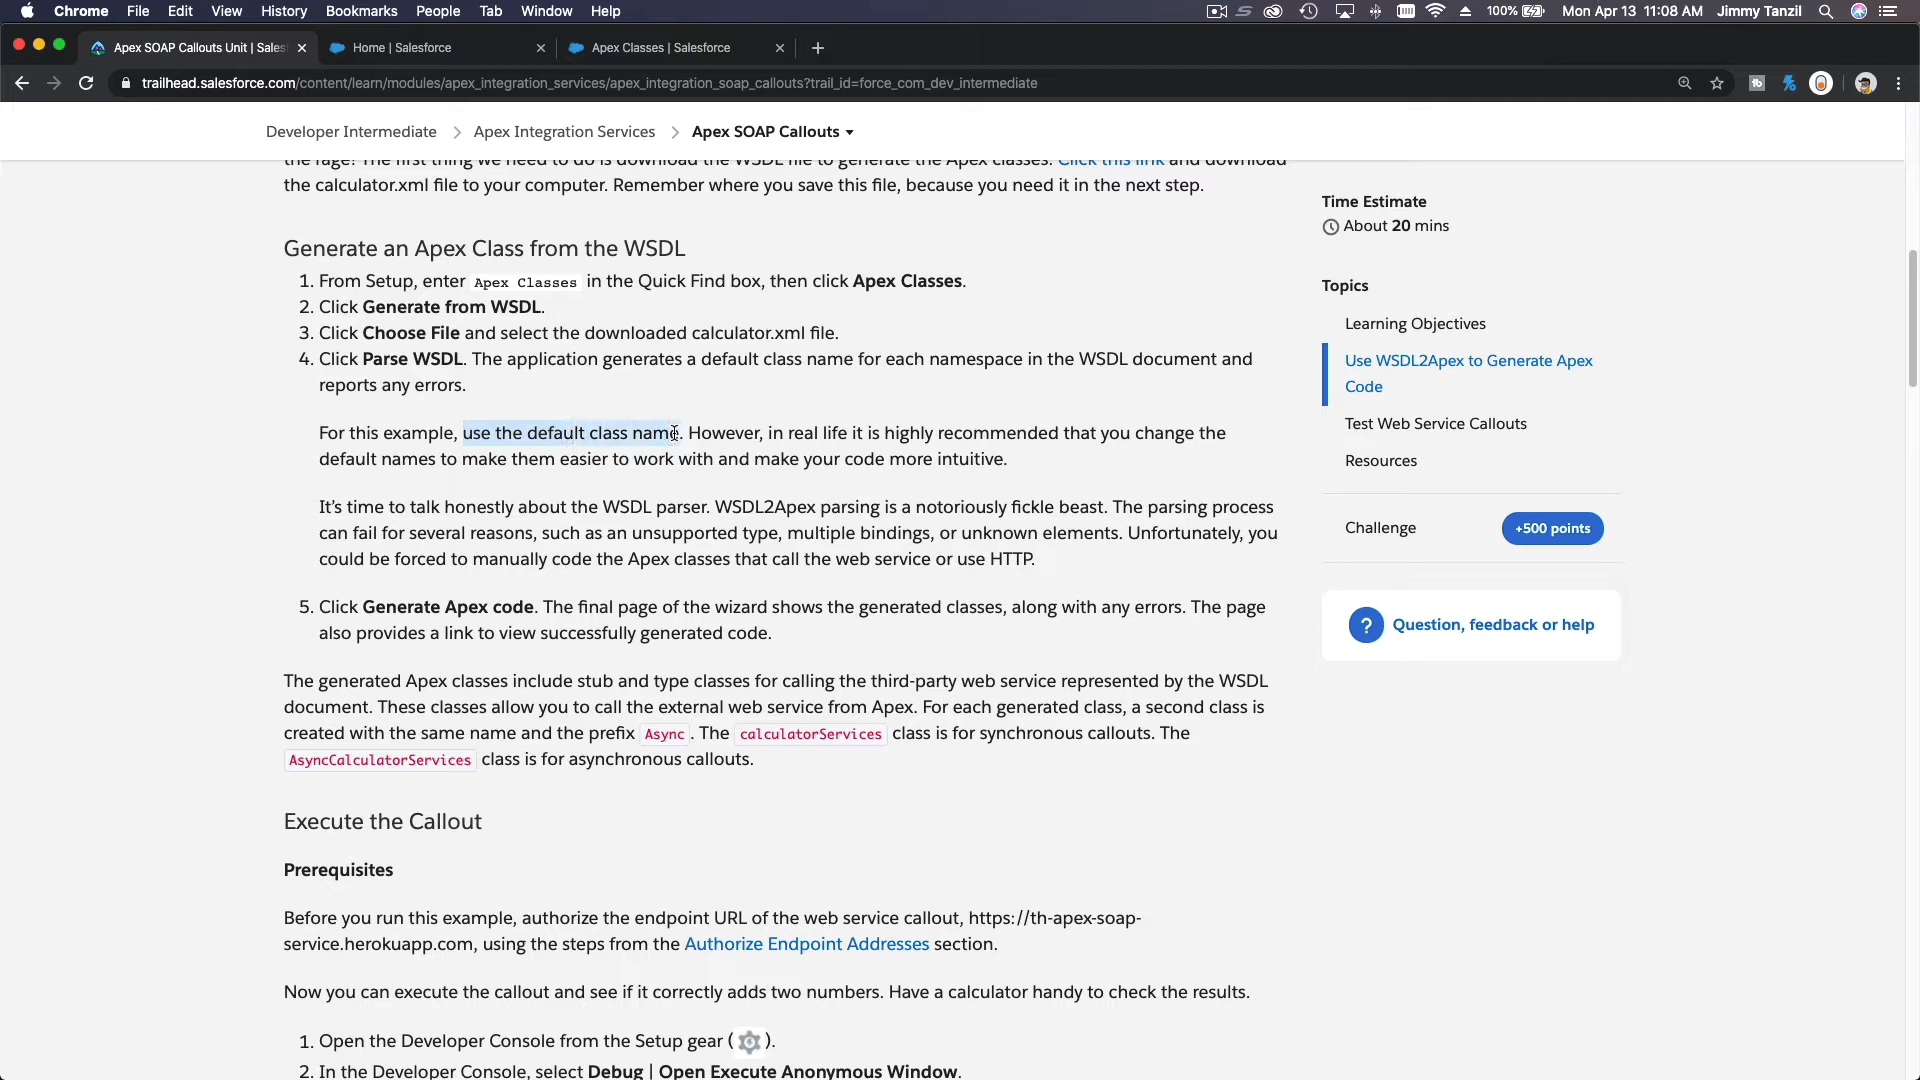 Chrome File Edit View History Bookmarks People Tab Window Help 100% Mon Apr 13 11:08 AM Jimmy Tanzil
Apex SOAP Callouts Unit | Sales Home | Salesforce Apex Classes | Salesforce
trailhead.salesforce.com/content/learn/modules/apex_integration_services/apex_integration_soap_callouts?trail_id=force_com_dev_intermediate
Developer Intermediate > Apex Integration Services > Apex SOAP Callouts
the rage! The first thing we need to do is download the WSDL file to generate the Apex classes. Click this link and download
the calculator.xml file to your computer. Remember where you save this file, because you need it in the next step.
Generate an Apex Class from the WSDL
1. From Setup, enter Apex Classes in the Quick Find box, then click Apex Classes.
2. Click Generate from WSDL.
3. Click Choose File and select the downloaded calculator.xml file.
4. Click Parse WSDL. The application generates a default class name for each namespace in the WSDL document and
reports any errors.
For this example, use the default class name. However, in real life it is highly recommended that you change the
default names to make them easier to work with and make your code more intuitive.
It’s time to talk honestly about the WSDL parser. WSDL2Apex parsing is a notoriously fickle beast. The parsing process
can fail for several reasons, such as an unsupported type, multiple bindings, or unknown elements. Unfortunately, you
could be forced to manually code the Apex classes that call the web service or use HTTP.
5. Click Generate Apex code. The final page of the wizard shows the generated classes, along with any errors. The page
also provides a link to view successfully generated code.
The generated Apex classes include stub and type classes for calling the third-party web service represented by the WSDL
document. These classes allow you to call the external web service from Apex. For each generated class, a second class is
created with the same name and the prefix Async. The calculatorServices class is for synchronous callouts. The
AsyncCalculatorServices class is for asynchronous callouts.
Execute the Callout
Prerequisites
Before you run this example, authorize the endpoint URL of the web service callout, https://th-apex-soap-
service.herokuapp.com, using the steps from the Authorize Endpoint Addresses section.
Now you can execute the callout and see if it correctly adds two numbers. Have a calculator handy to check the results.
1. Open the Developer Console from the Setup gear ( ).
2. In the Developer Console, select Debug | Open Execute Anonymous Window.
Time Estimate
About 20 mins
Topics
Learning Objectives
Use WSDL2Apex to Generate Apex
Code
Test Web Service Callouts
Resources
Challenge +500 points
? Question, feedback or help